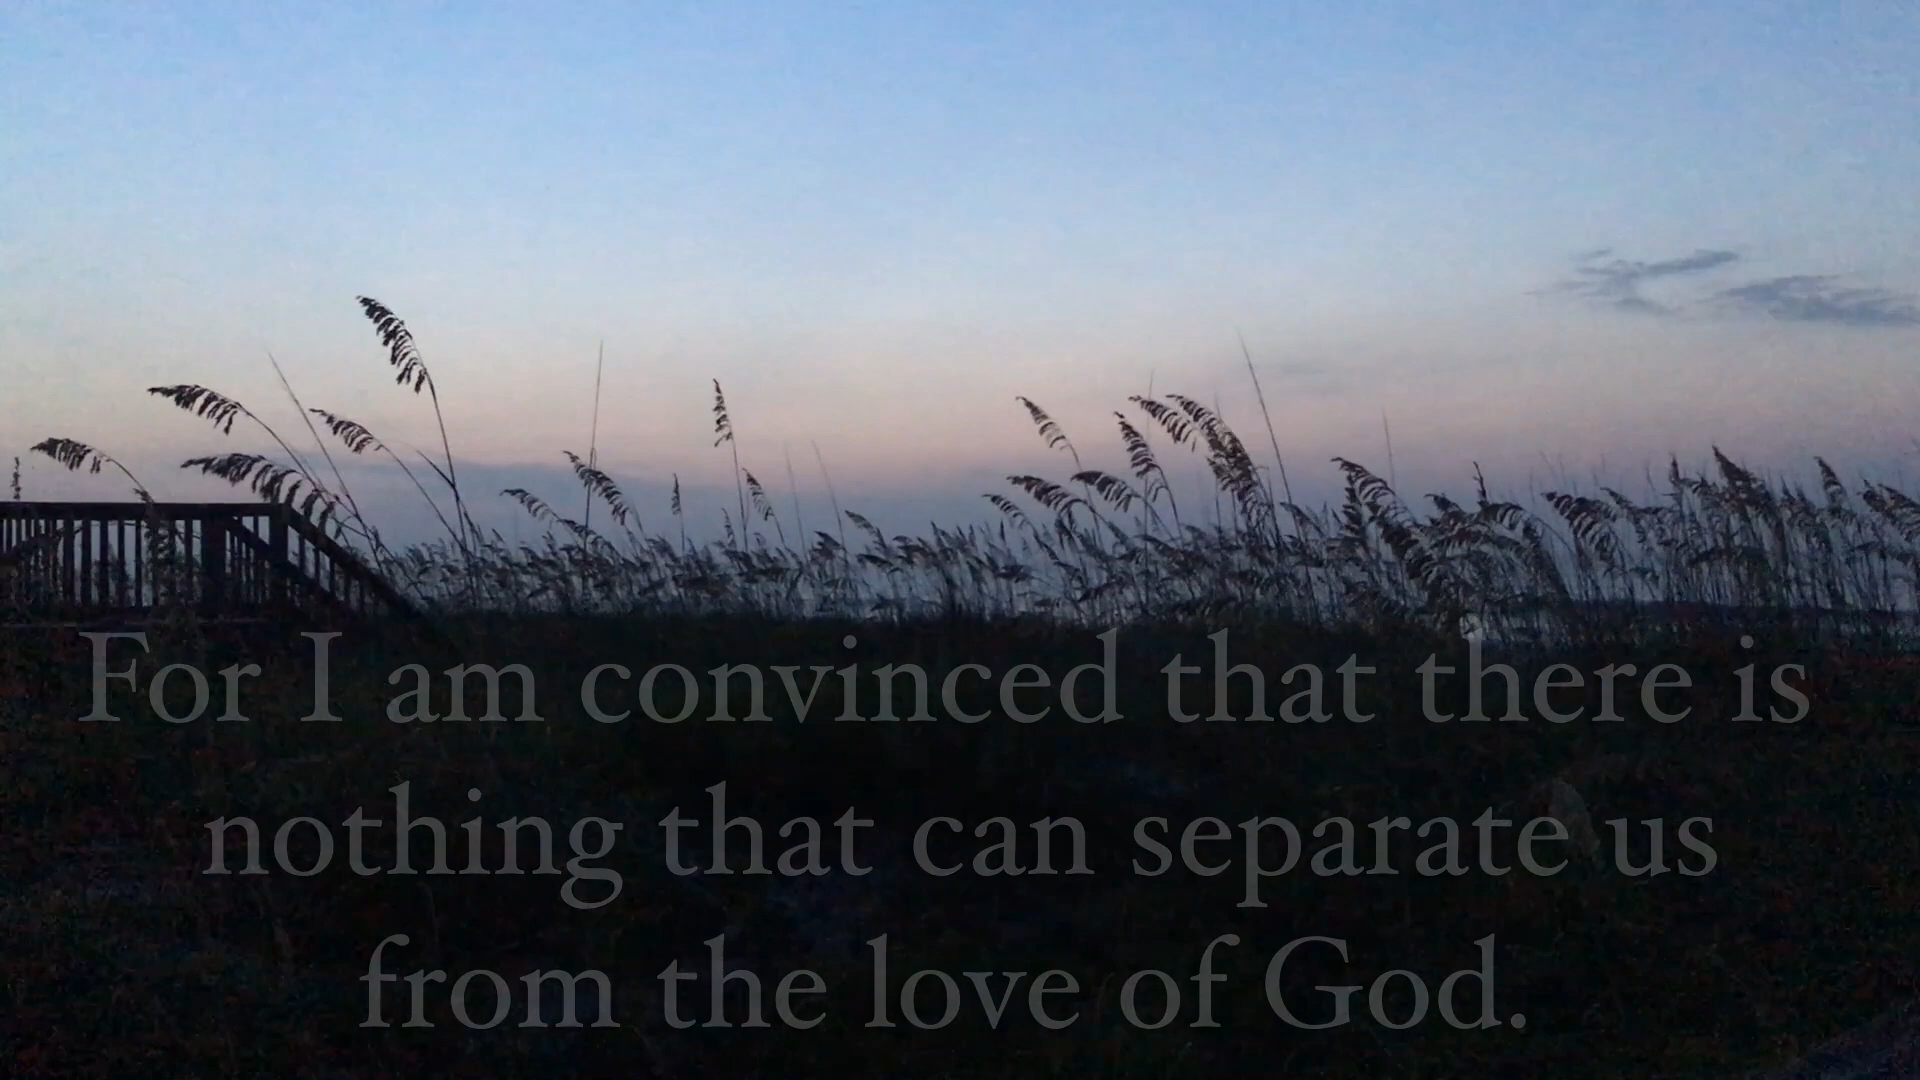 For I am convinced that there is
nothing that can separate us
from the love of God.